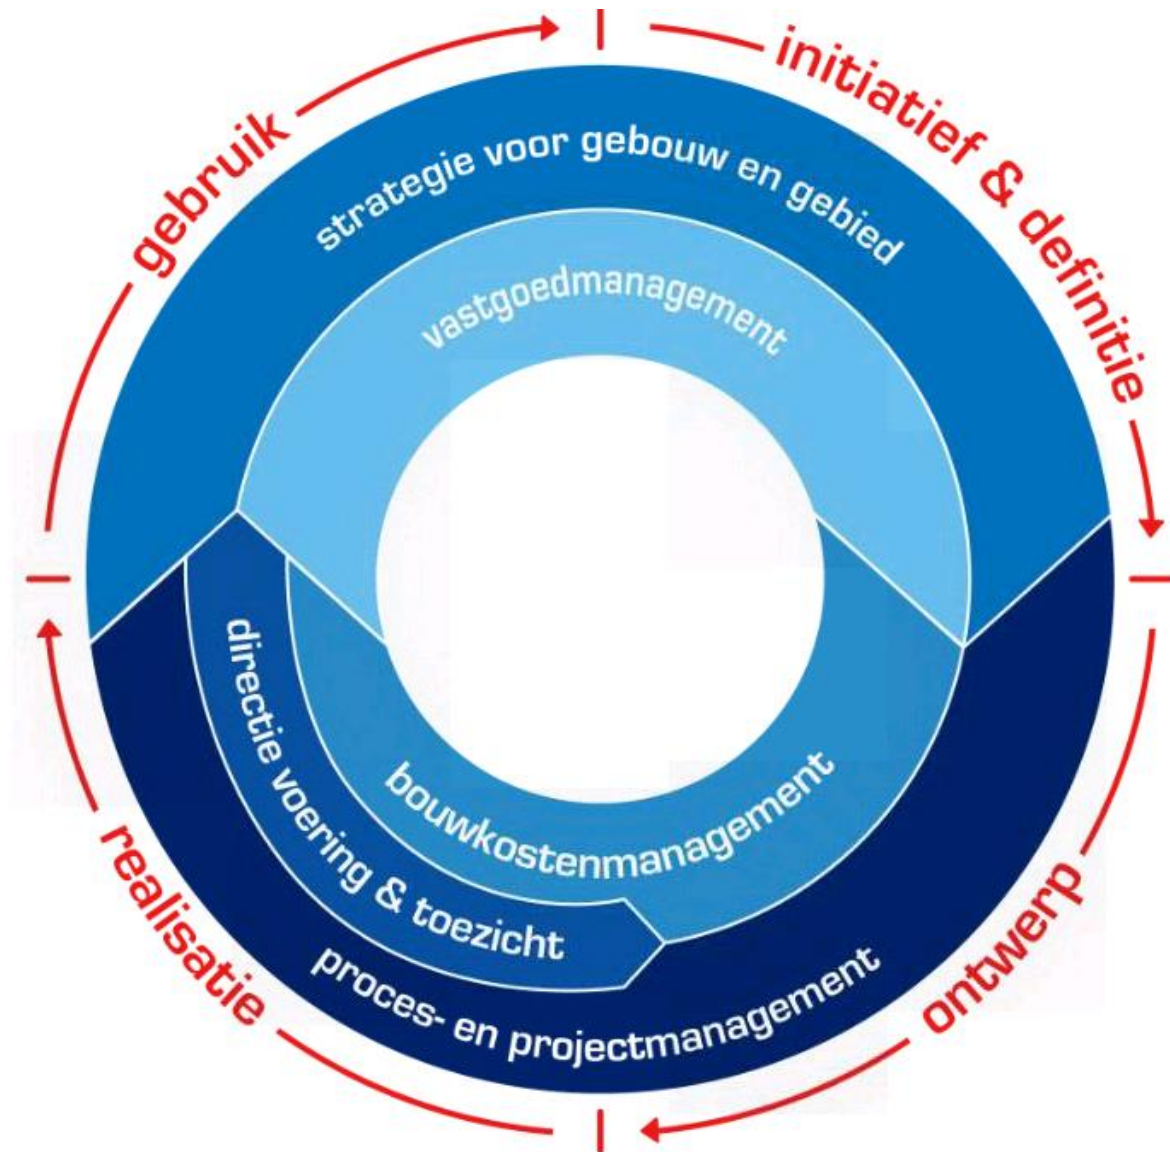 initiatief & definitie
ontwerp
realisatie
gebruik
strategie voor gebouw en gebied
vastgoedmanagement
bouwkostenmanagement
directie voering & toezicht
proces- en projectmanagement